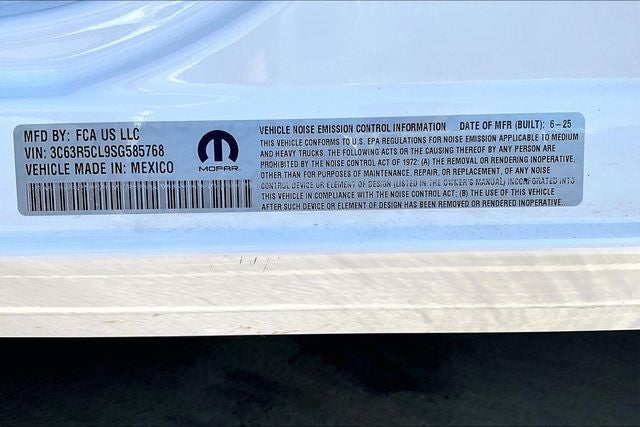 MFD BY: FCA US LLC
VIN: 3C63R5CL9SG585768
VEHICLE MADE IN: MEXICO
MOPAR
VEHICLE NOISE EMISSION CONTROL INFORMATION DATE OF MFR (BUILT): 6-25
THIS VEHICLE CONFORMS TO U.S. EPA REGULATIONS FOR NOISE EMISSION APPLICABLE TO MEDIUM
AND HEAVY TRUCKS. THE FOLLOWING ACTS OR THE CAUSING THEREOF BY ANY PERSON ARE
PROHIBITED BY THE NOISE CONTROL ACT OF 1972: (A) THE REMOVAL OR RENDERING INOPERATIVE,
OTHER THAN FOR PURPOSES OF MAINTENANCE, REPAIR, OR REPLACEMENT, OF ANY NOISE
CONTROL DEVICE OR ELEMENT OF DESIGN (LISTED IN THE OWNER'S MANUAL) INCORPORATED INTO
THIS VEHICLE IN COMPLIANCE WITH THE NOISE CONTROL ACT; (B) THE USE OF THIS VEHICLE
AFTER SUCH DEVICE OR ELEMENT OF DESIGN HAS BEEN REMOVED OR RENDERED INOPERATIVE.